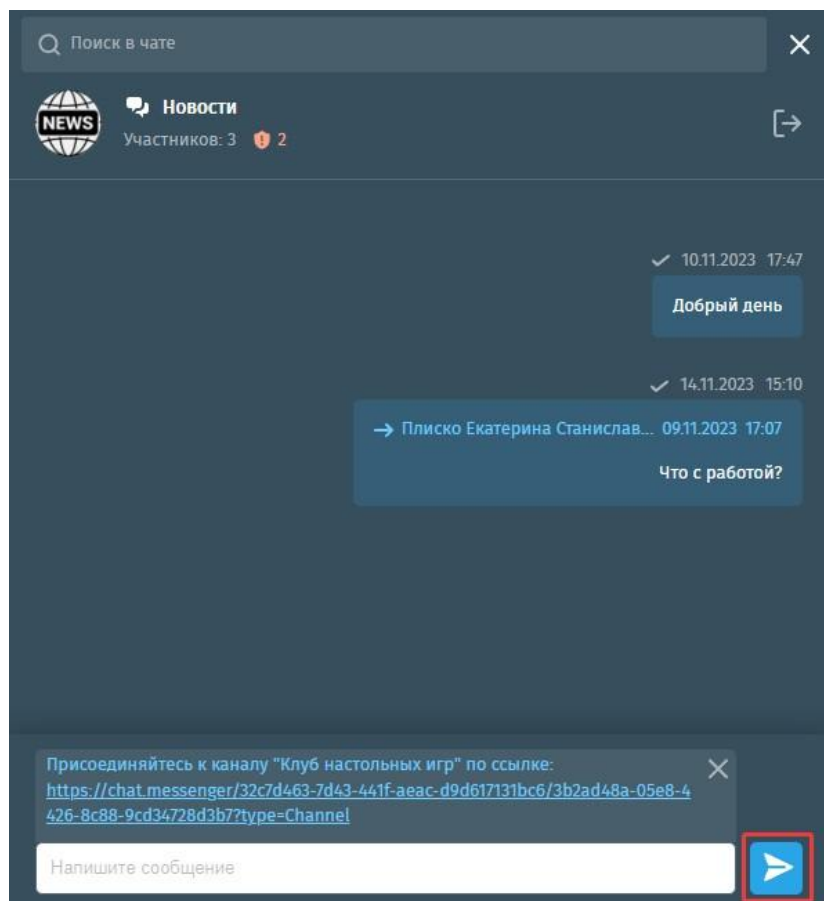 Поиск в чате
NEWS
Новости
Участников: 3 2
10.11.2023 17:47
Добрый день
14.11.2023 15:10
Плиско Екатерина Станислав... 09.11.2023 17:07
Что с работой?
Присоединяйтесь к каналу "Клуб настольных игр" по ссылке:
https://chat.messenger/32c7d463-7d43-441f-aeac-d9d617131bc6/3b2ad48a-05e8-4
426-8c88-9cd34728d3b7?type=Channel
Напишите сообщение